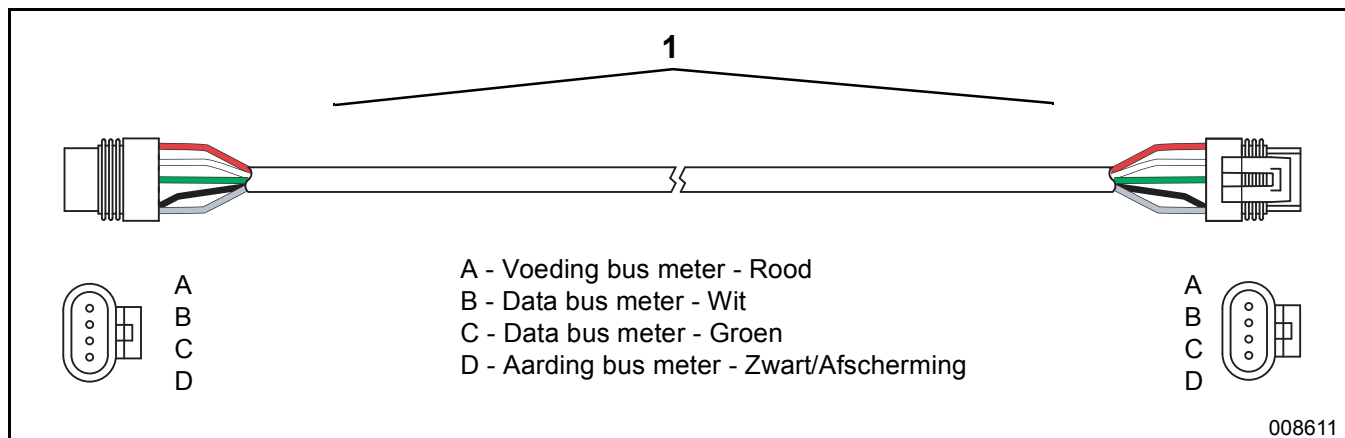 1
A
B
C
D
A - Voeding bus meter - Rood
B - Data bus meter - Wit
C - Data bus meter - Groen
D - Aarding bus meter - Zwart/Afscherming
A
B
C
D
008611